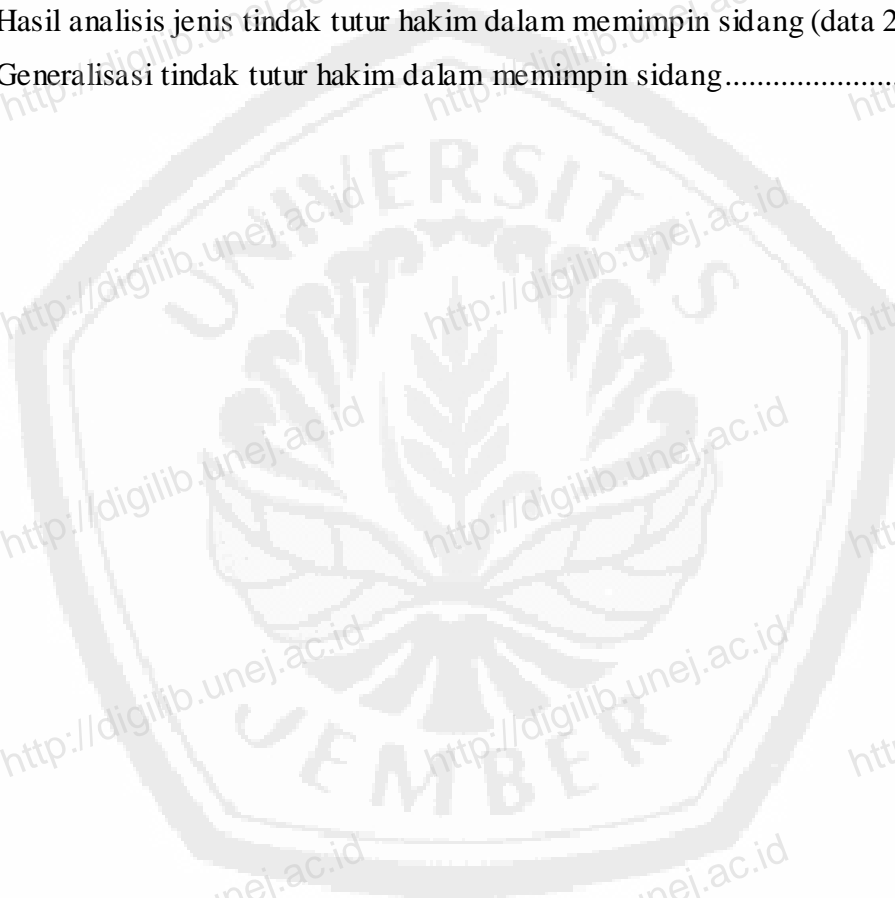 Hasil analisis jenis tindak tutur hakim dalam memimpin sidang (data 2
Generalisasi tindak tutur hakim dalam memimpin sidang.....................
http://digilib.unej.ac.id
http://digilib.unej.ac.id
UNIVERSITAS
http://digilib.unej.ac.id
http://digilib.unej.ac.id
http://digilib.unej.ac.id
http://digilib.unej.ac.id
http://digilib.unej.ac.id
http://digilib.unej.ac.id
JEMBER